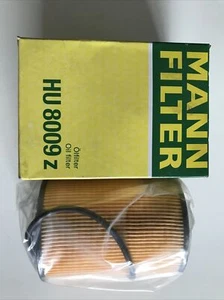 MANN
FILTER
HU 8009 z
Ölfilter
Oil filter